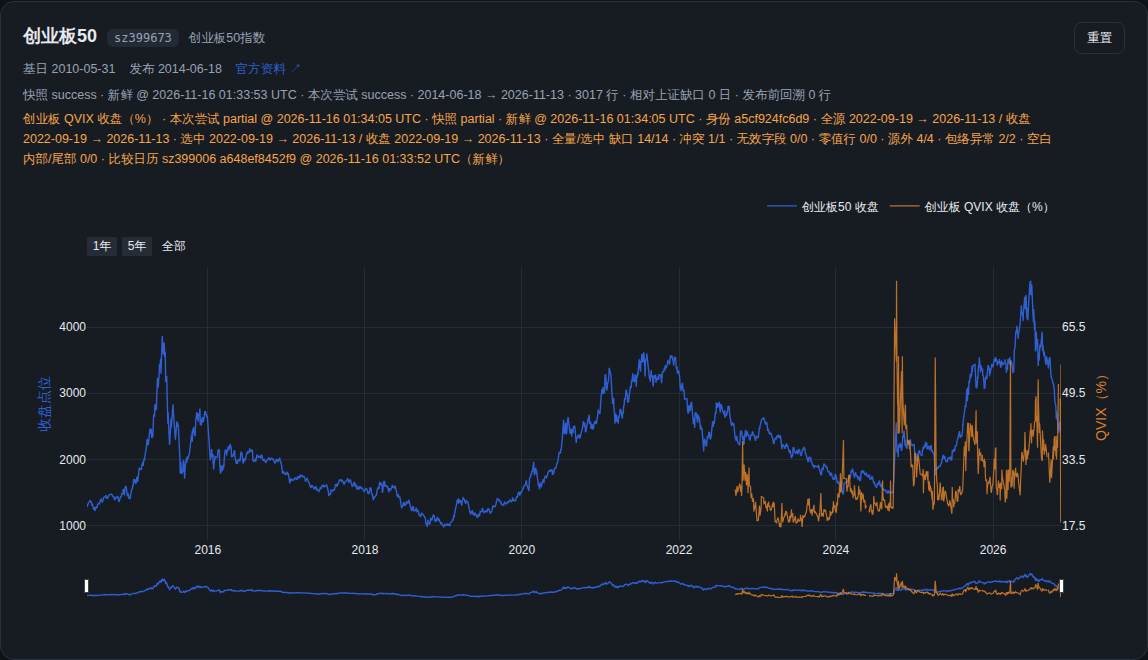 创业板50 sz399673 创业板50指数
重置
基日 2010-05-31 发布 2014-06-18 官方资料 ↗
快照 success · 新鲜 @ 2026-11-16 01:33:53 UTC · 本次尝试 success · 2014-06-18 → 2026-11-13 · 3017 行 · 相对上证缺口 0 日 · 发布前回溯 0 行
创业板 QVIX 收盘（%） · 本次尝试 partial @ 2026-11-16 01:34:05 UTC · 快照 partial · 新鲜 @ 2026-11-16 01:34:05 UTC · 身份 a5cf924fc6d9 · 全源 2022-09-19 → 2026-11-13 / 收盘
2022-09-19 → 2026-11-13 · 选中 2022-09-19 → 2026-11-13 / 收盘 2022-09-19 → 2026-11-13 · 全量/选中 缺口 14/14 · 冲突 1/1 · 无效字段 0/0 · 零值行 0/0 · 源外 4/4 · 包络异常 2/2 · 空白
内部/尾部 0/0 · 比较日历 sz399006 a648ef8452f9 @ 2026-11-16 01:33:52 UTC（新鲜）
创业板50 收盘 创业板 QVIX 收盘（%）
1年 5年 全部
4000 65.5
3000 49.5
2000 33.5
1000 17.5
收盘点位
QVIX（%）
2016 2018 2020 2022 2024 2026